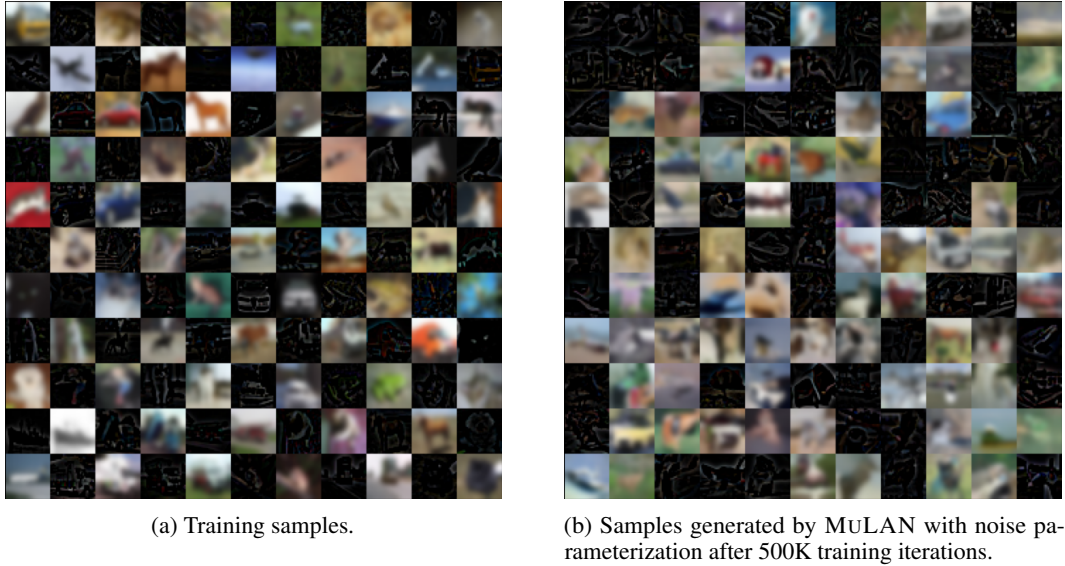 (a) Training samples.
(b) Samples generated by MULAN with noise pa-
rameterization after 500K training iterations.